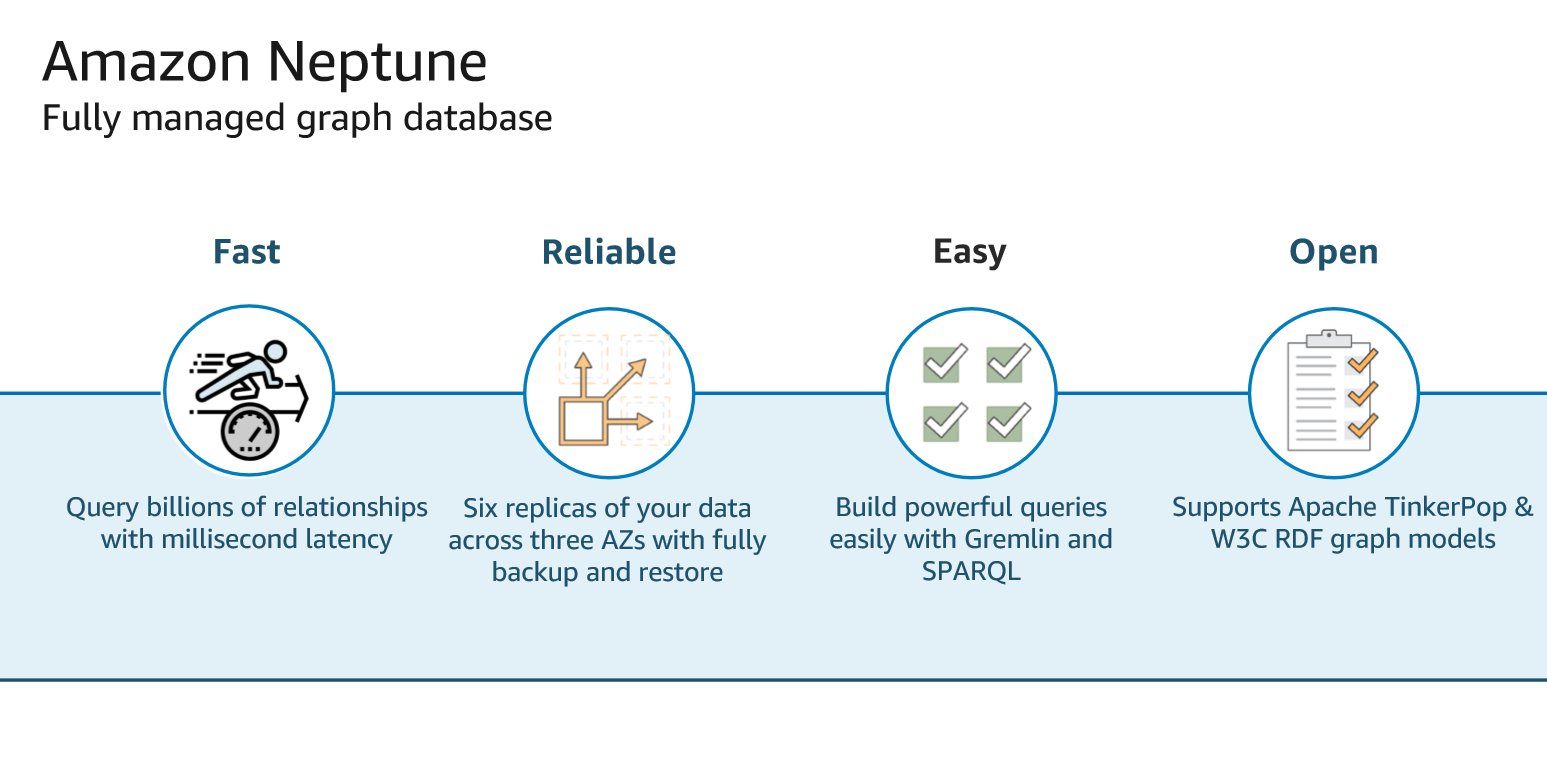 Amazon Neptune
Fully managed graph database
Fast
Query billions of relationships
with millisecond latency
Reliable
Six replicas of your data
across three AZs with fully
backup and restore
Easy
Build powerful queries
easily with Gremlin and
SPARQL
Open
Supports Apache TinkerPop &
W3C RDF graph models